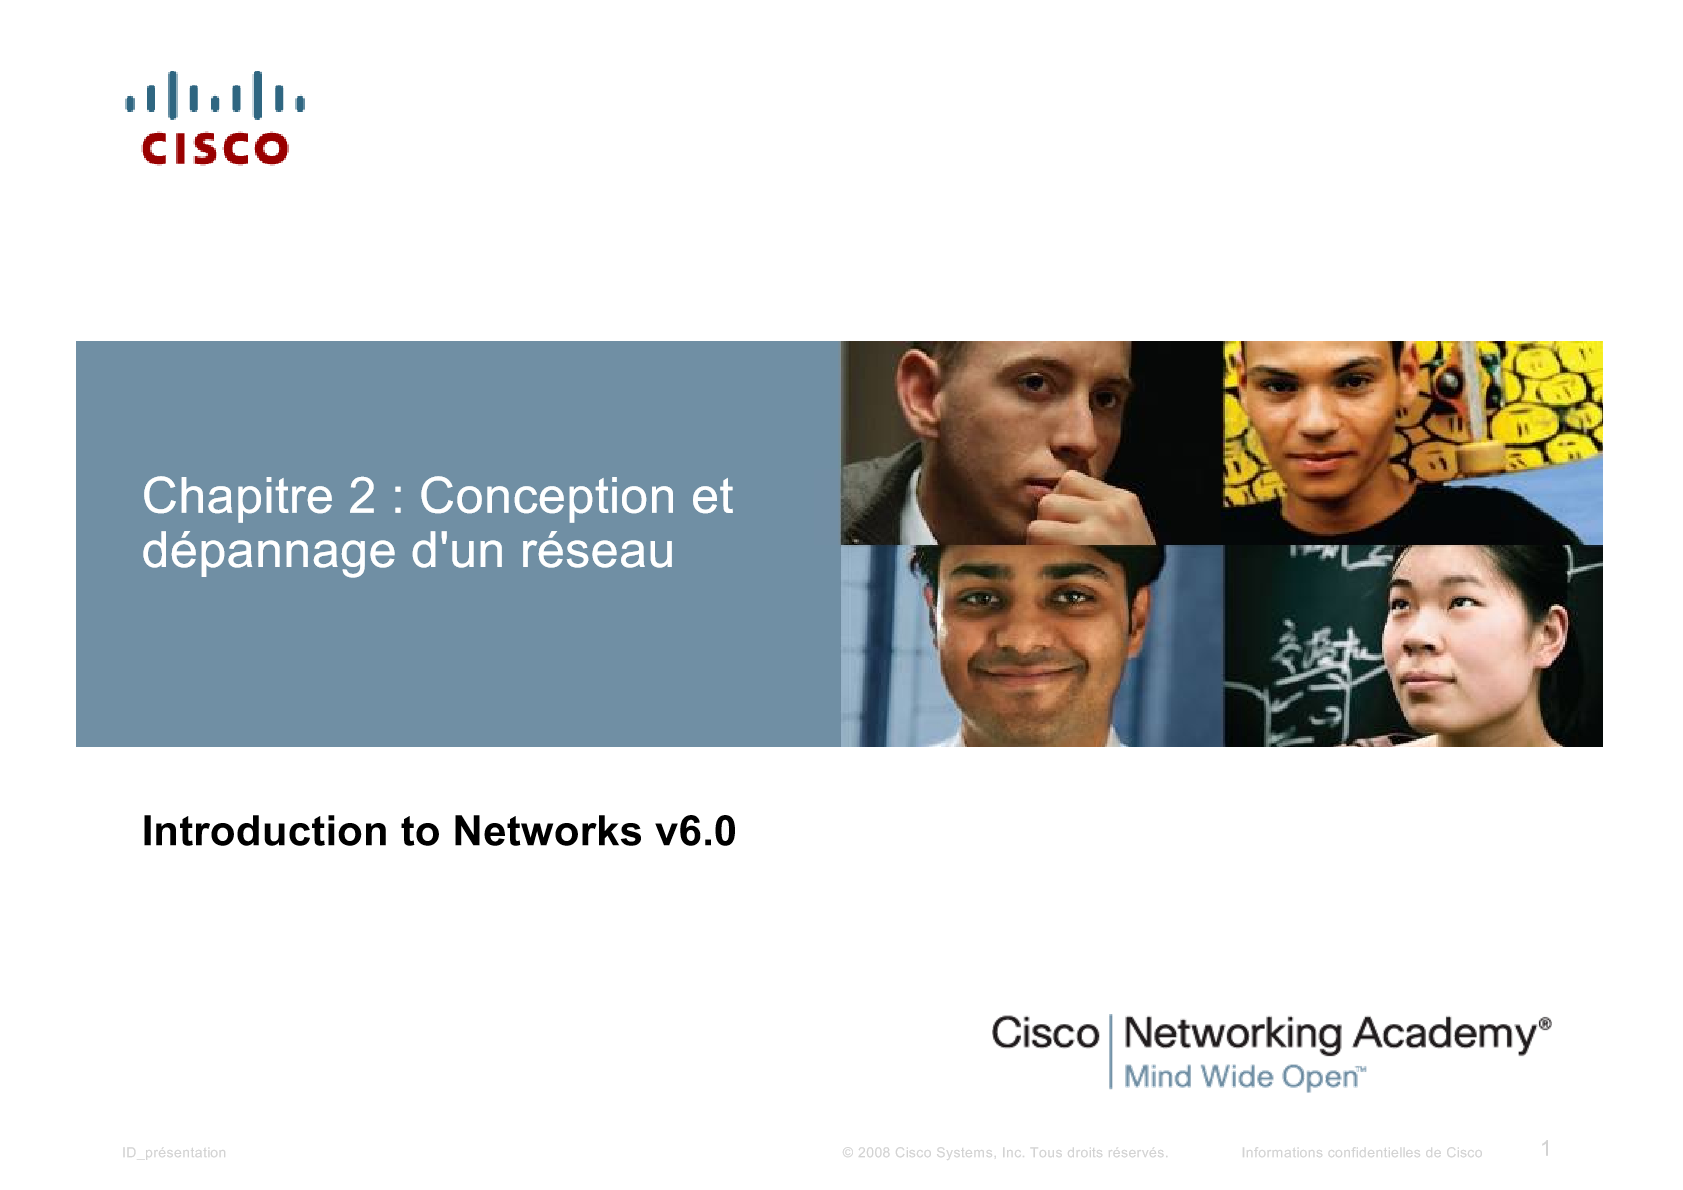 CISCO
Chapitre 2 : Conception et
dépannage d'un réseau
Introduction to Networks v6.0
Cisco Networking Academy®
Mind Wide Open™
ID_présentation
© 2008 Cisco Systems, Inc. Tous droits réservés.
Informations confidentielles de Cisco
1